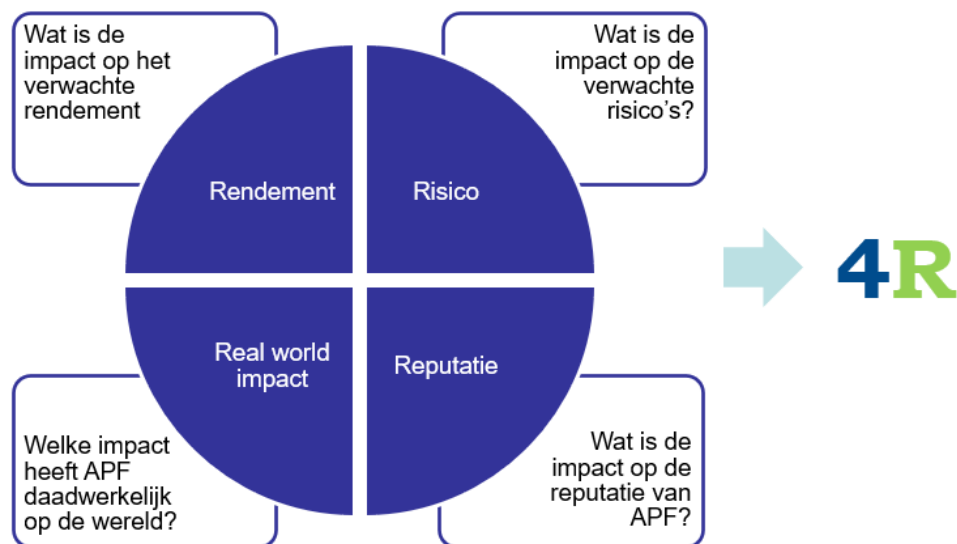 Wat is de
impact op het
verwachte
rendement
Wat is de
impact op de
verwachte
risico's?
Rendement
Risico
4R
Real world
impact
Reputatie
Welke impact
heeft APF
daadwerkelijk
op de wereld?
Wat is de
impact op de
reputatie van
APF?